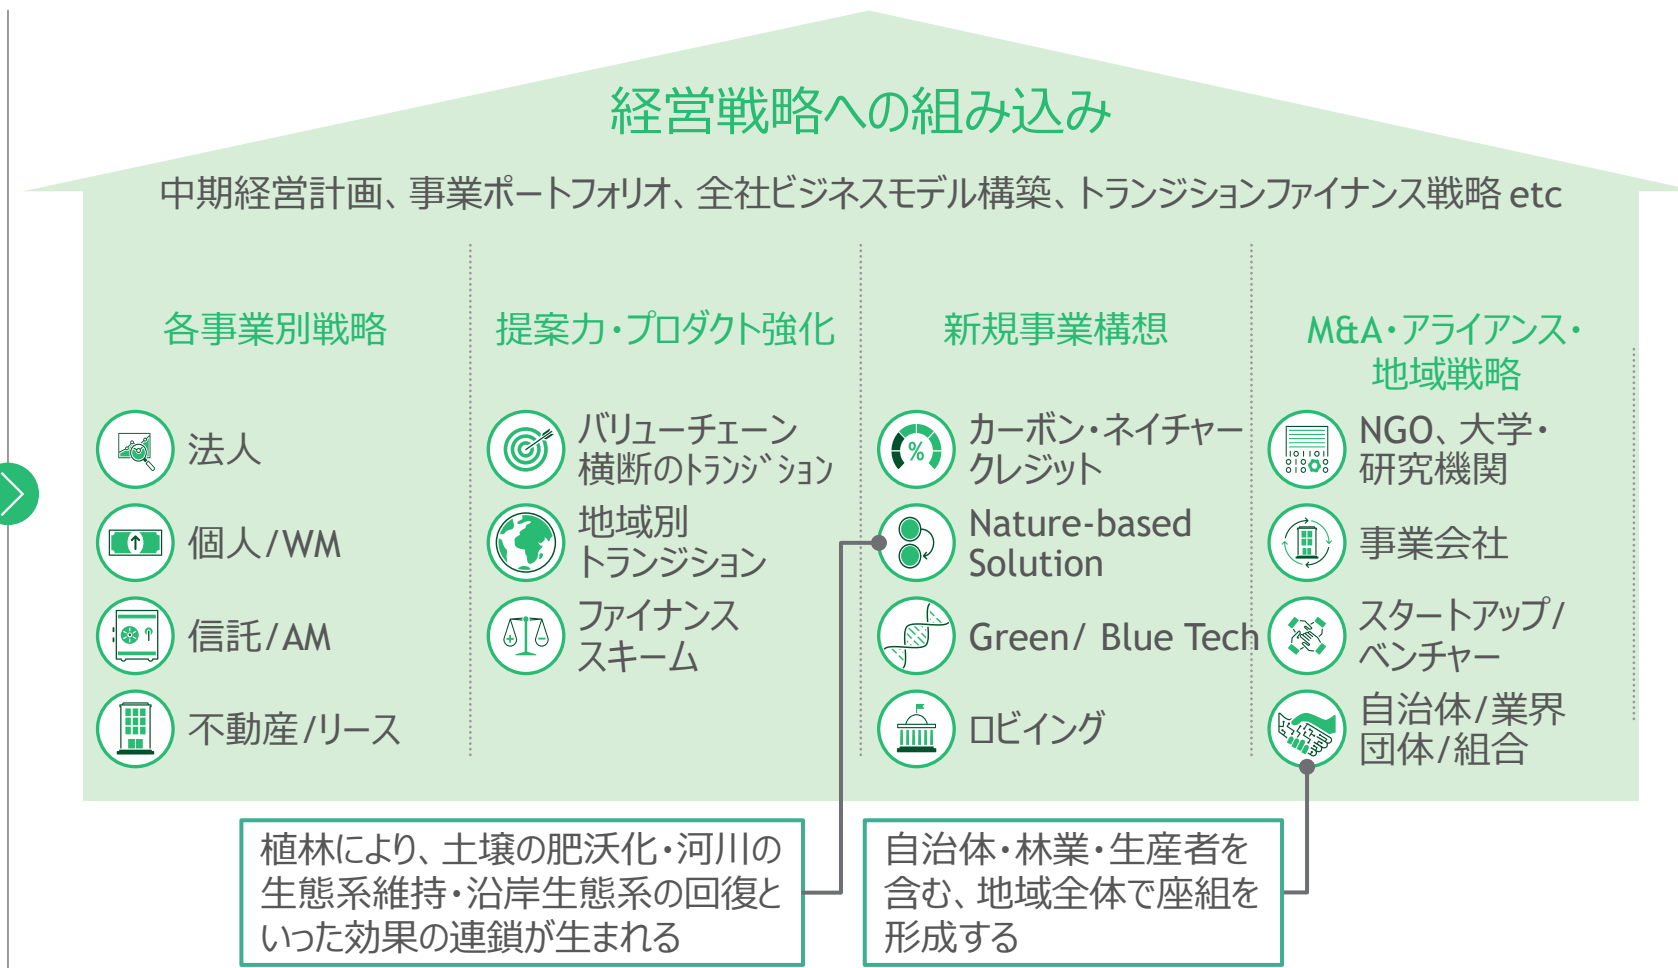 経営戦略への組み込み
中期経営計画、事業ポートフォリオ、全社ビジネスモデル構築、トランジションファイナンス戦略 etc
各事業別戦略
法人
個人/WM
信託/AM
不動産/リース
提案力・プロダクト強化
バリューチェーン
横断のトランジション
地域別
トランジション
ファイナンス
スキーム
新規事業構想
カーボン・ネイチャー
クレジット
Nature-based
Solution
Green/ Blue Tech
ロビイング
M&A・アライアンス・
地域戦略
NGO、大学・
研究機関
事業会社
スタートアップ/
ベンチャー
自治体/業界
団体/組合
植林により、土壌の肥沃化・河川の
生態系維持・沿岸生態系の回復と
いった効果の連鎖が生まれる
自治体・林業・生産者を
含む、地域全体で座組を
形成する